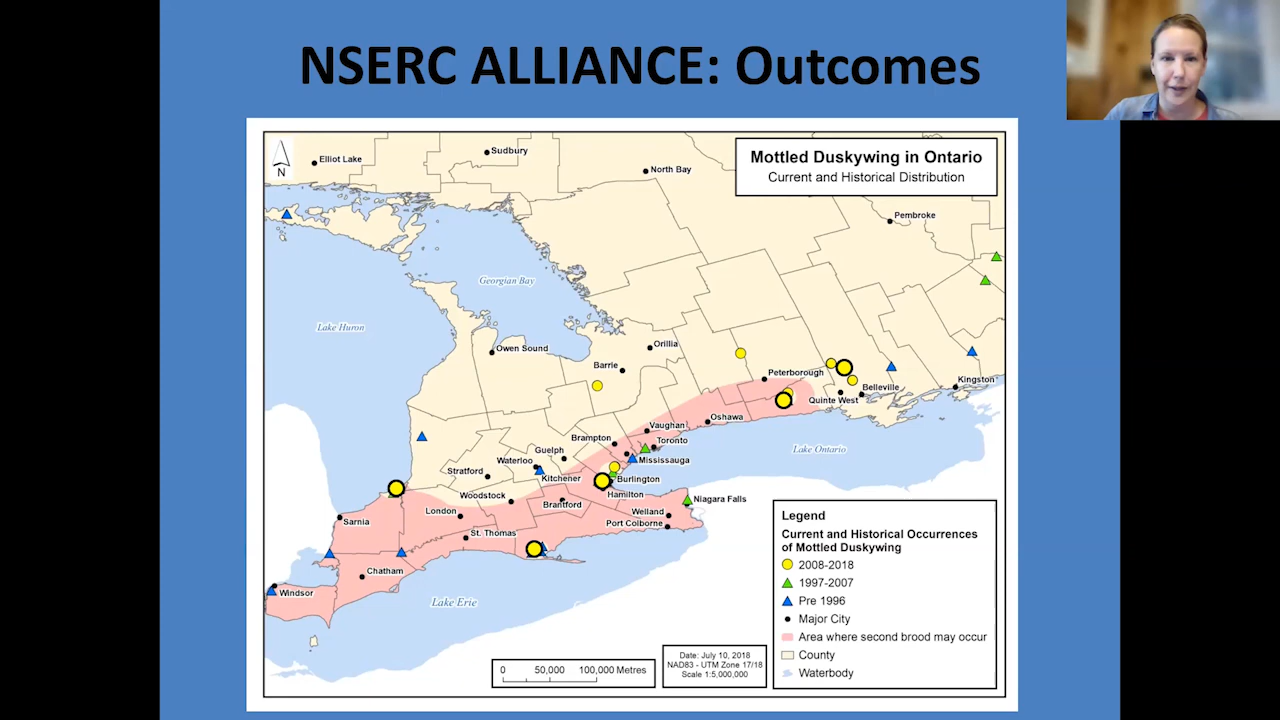 NSERC ALLIANCE: Outcomes
Mottled Duskywing in Ontario
Current and Historical Distribution
N
Elliot Lake
Sudbury
North Bay
Pembroke
Georgian Bay
Lake Huron
Owen Sound
Orillia
Barrie
Peterborough
Belleville
Kingston
Quinte West
Oshawa
Vaughan
Brampton
Toronto
Lake Ontario
Guelph
Waterloo
Mississauga
Stratford
Kitchener
Burlington
Woodstock
Hamilton
Niagara Falls
Brantford
London
Welland
Sarnia
Port Colborne
St. Thomas
Chatham
Windsor
Lake Erie
Legend
Current and Historical Occurrences
of Mottled Duskywing
2008-2018
1997-2007
Pre 1996
Major City
Area where second brood may occur
County
Waterbody
0 50,000 100,000 Metres
Date: July 10, 2018
NAD83 - UTM Zone 17/18
Scale 1:5,000,000